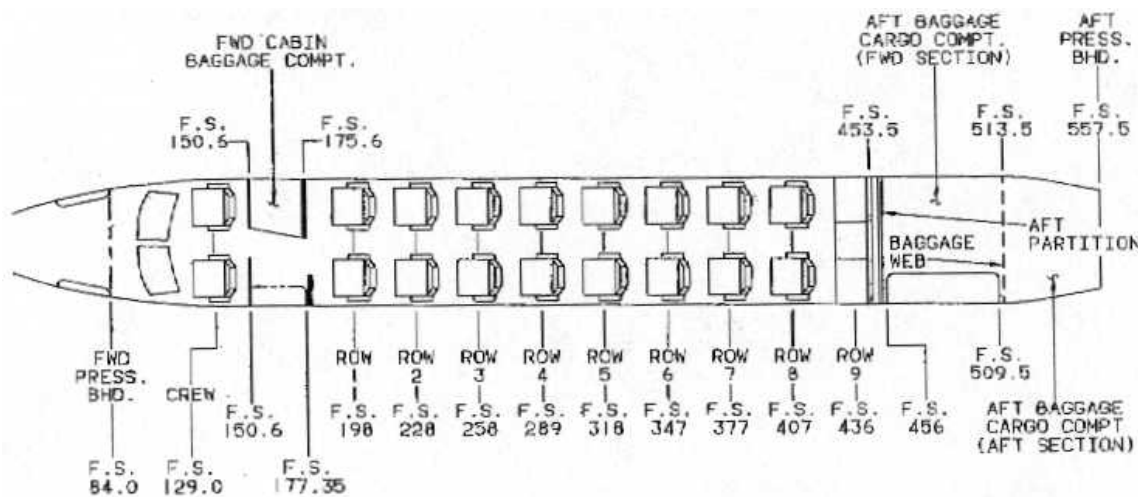 FWD CABIN
BAGGAGE COMPT.
AFT BAGGAGE
CARGO COMPT.
(FWD SECTION)
AFT
PRESS.
BHD.
F.S.
150.6
F.S.
175.6
F.S.
453.5
F.S.
513.5
F.S.
557.5
AFT
PARTITION
BAGGAGE
WEB
FWD
PRESS.
BHD.
CREW
ROW
1
ROW
2
ROW
3
ROW
4
ROW
5
ROW
6
ROW
7
ROW
8
ROW
9
F.S.
509.5
F.S.
150.6
F.S.
198
F.S.
228
F.S.
258
F.S.
289
F.S.
318
F.S.
347
F.S.
377
F.S.
407
F.S.
436
F.S.
456
AFT BAGGAGE
CARGO COMPT
(AFT SECTION)
F.S.
84.0
F.S.
129.0
F.S.
177.35